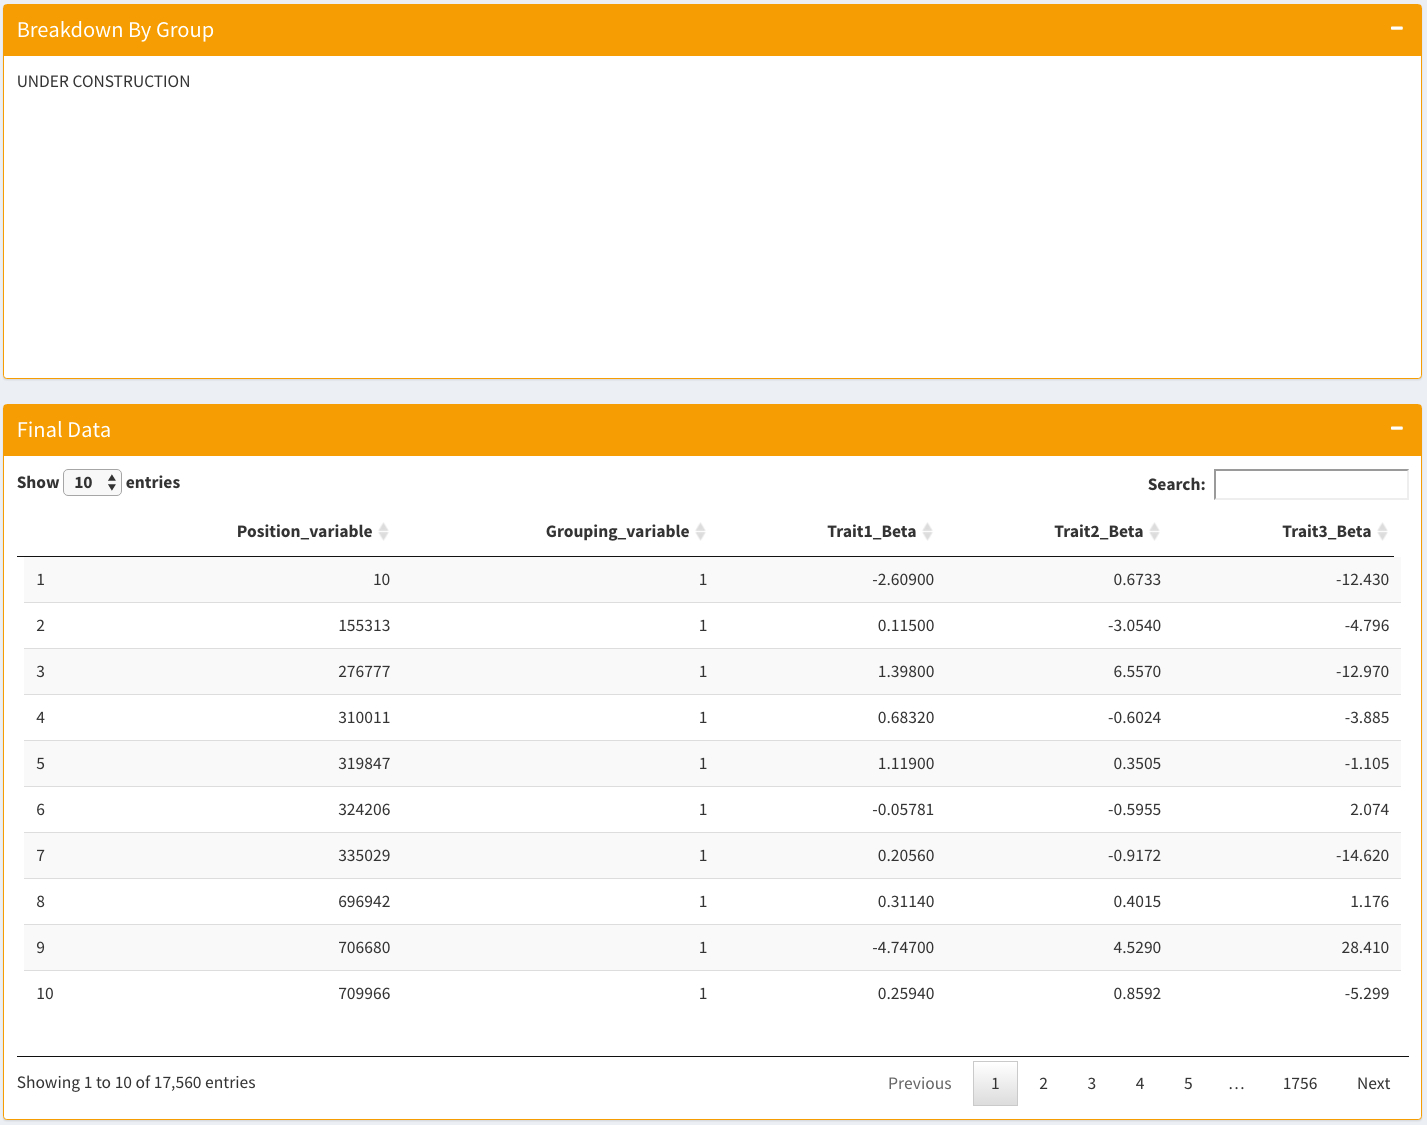 Breakdown By Group
UNDER CONSTRUCTION
Final Data
Show 10 entries Search:
Position_variable Grouping_variable Trait1_Beta Trait2_Beta Trait3_Beta
1 10 1 -2.60900 0.6733 -12.430
2 155313 1 0.11500 -3.0540 -4.796
3 276777 1 1.39800 6.5570 -12.970
4 310011 1 0.68320 -0.6024 -3.885
5 319847 1 1.11900 0.3505 -1.105
6 324206 1 -0.05781 -0.5955 2.074
7 335029 1 0.20560 -0.9172 -14.620
8 696942 1 0.31140 0.4015 1.176
9 706680 1 -4.74700 4.5290 28.410
10 709966 1 0.25940 0.8592 -5.299
Showing 1 to 10 of 17,560 entries Previous 1 2 3 4 5 … 1756 Next